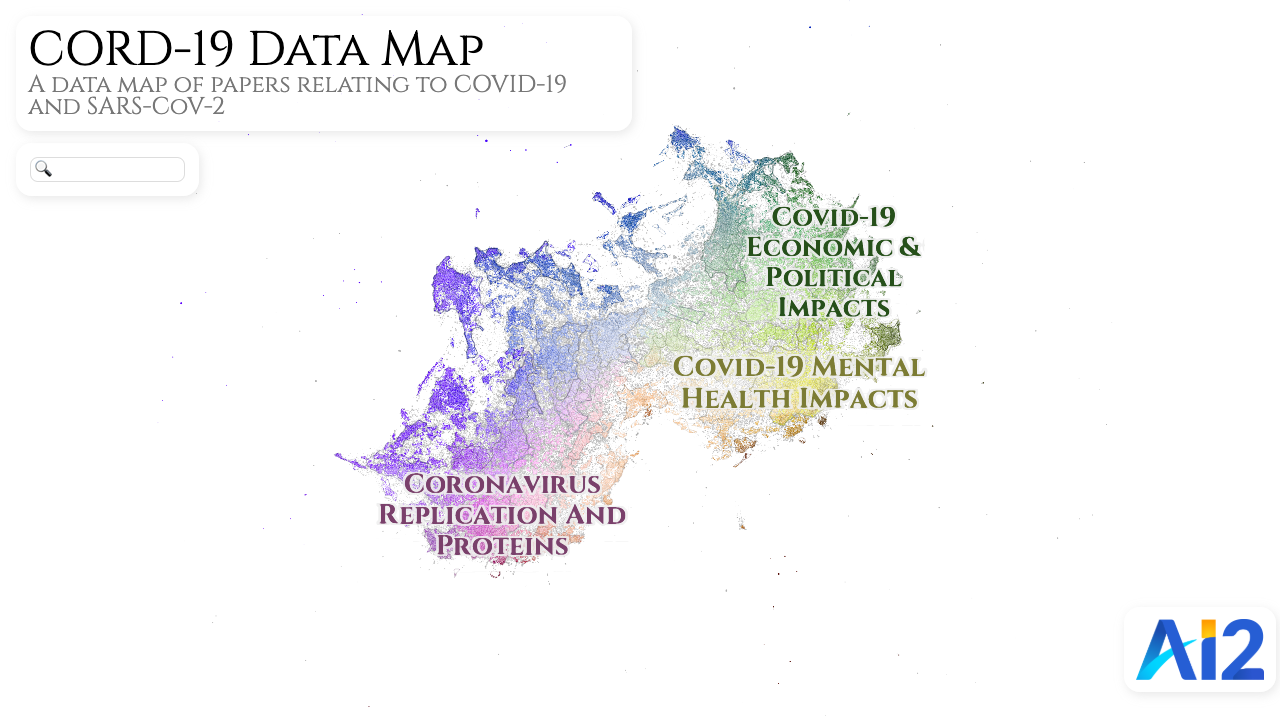 CORD-19 Data Map
A data map of papers relating to COVID-19
and SARS-CoV-2
Covid-19
Economic &
Political
Impacts
Covid-19 Mental
Health Impacts
Coronavirus
Replication And
Proteins
Ai2